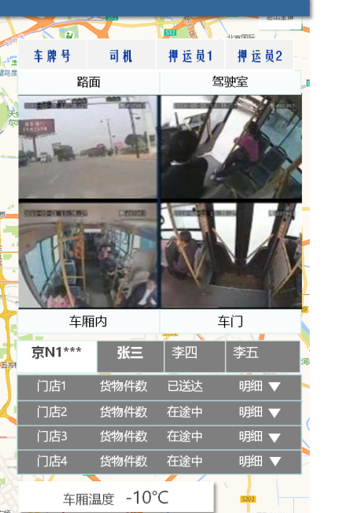 车牌号 司机 押运员1 押运员2
路面 驾驶室
车厢内 车门
京N1*** 张三 李四 李五
门店1 货物件数 已送达 明细
门店2 货物件数 在途中 明细
门店3 货物件数 在途中 明细
门店4 货物件数 在途中 明细
车厢温度 -10℃
S202